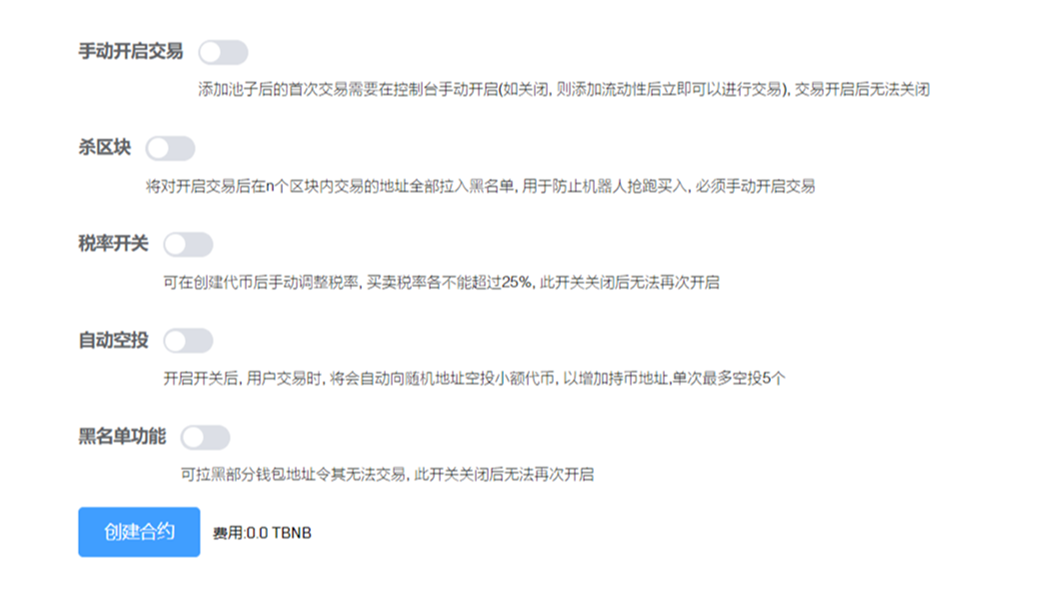 手动开启交易
添加池子后的首次交易需要在控制台手动开启(如关闭, 则添加流动性后立即可以进行交易), 交易开启后无法关闭
杀区块
将对开启交易后在n个区块内交易的地址全部拉入黑名单, 用于防止机器人抢跑买入, 必须手动开启交易
税率开关
可在创建代币后手动调整税率, 买卖税率各不能超过25%, 此开关关闭后无法再次开启
自动空投
开启开关后, 用户交易时, 将会自动向随机地址空投小额代币, 以增加持币地址,单次最多空投5个
黑名单功能
可拉黑部分钱包地址令其无法交易, 此开关关闭后无法再次开启
创建合约 费用:0.0 TBNB